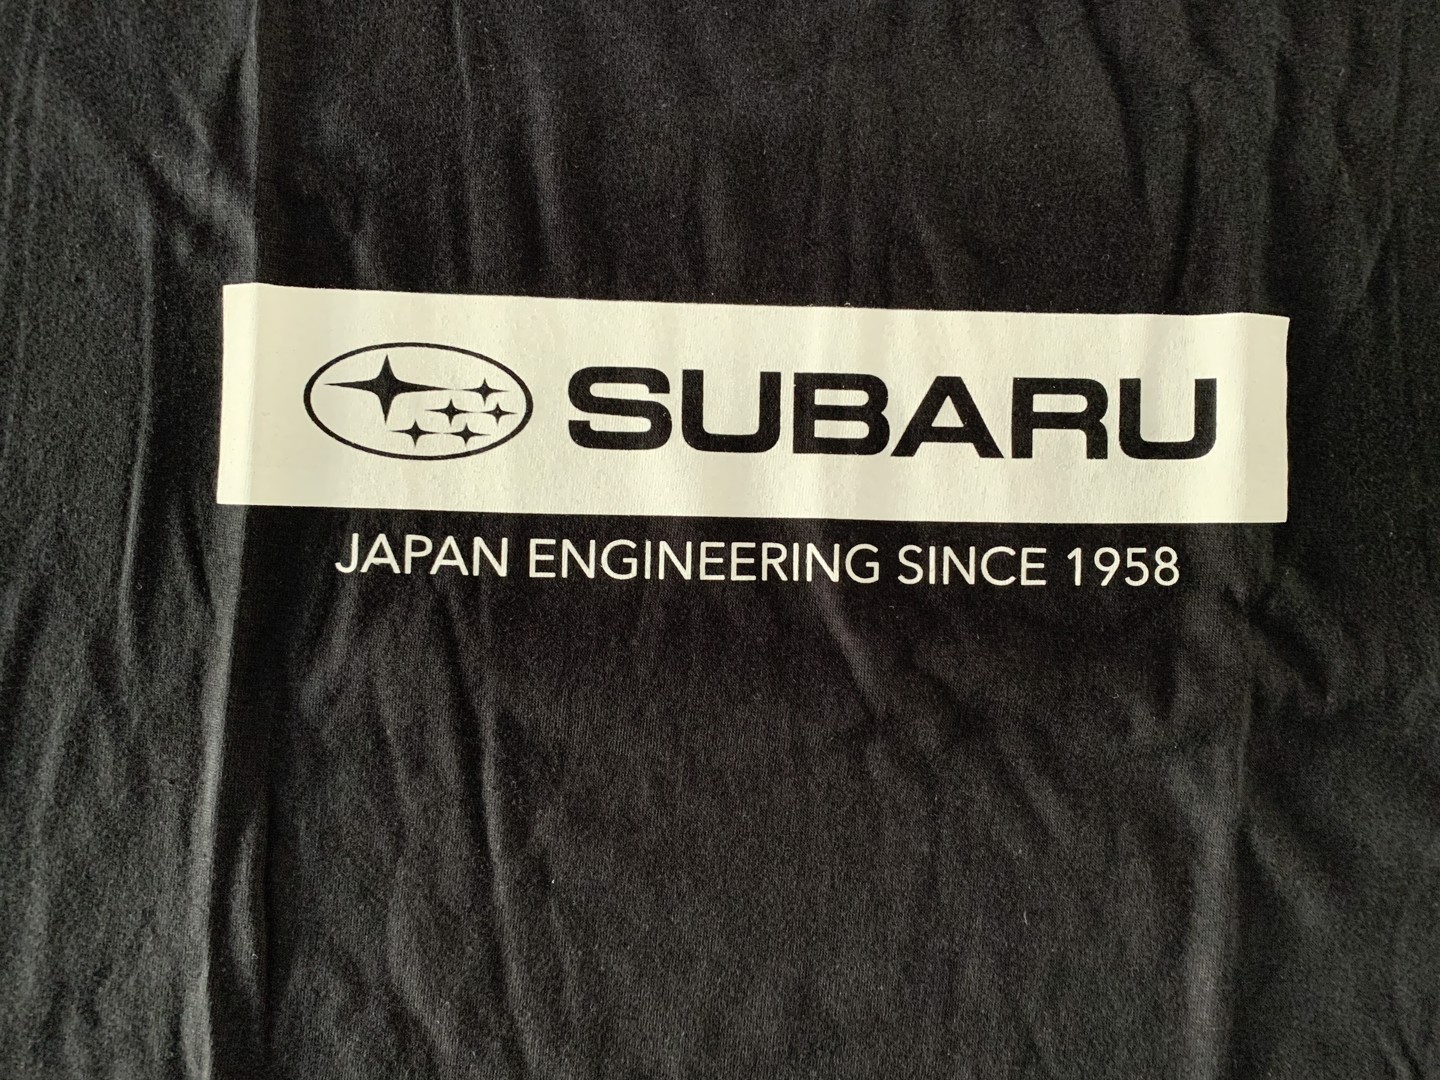 SUBARU
JAPAN ENGINEERING SINCE 1958